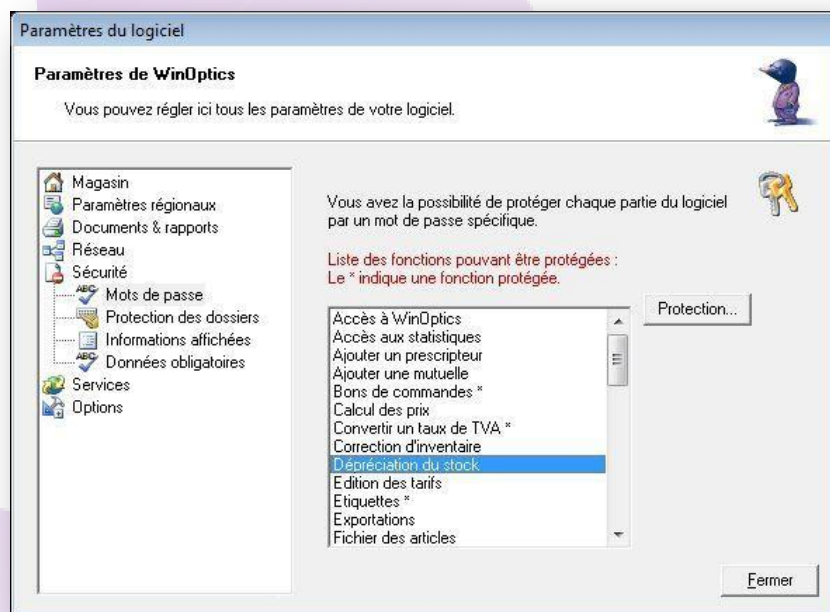 Paramètres du logiciel
Paramètres de WinOptics
Vous pouvez régler ici tous les paramètres de votre logiciel.
Magasin
Paramètres régionaux
Documents & rapports
Réseau
Sécurité
Mots de passe
Protection des dossiers
Informations affichées
Données obligatoires
Services
Options
Vous avez la possibilité de protéger chaque partie du logiciel
par un mot de passe spécifique.
Liste des fonctions pouvant être protégées :
Le * indique une fonction protégée.
Accès à WinOptics
Accès aux statistiques
Ajouter un prescripteur
Ajouter une mutuelle
Bons de commandes *
Calcul des prix
Convertir un taux de TVA *
Correction d'inventaire
Dépréciation du stock
Edition des tarifs
Etiquettes *
Exportations
Fichier des articles
Protection...
Fermer